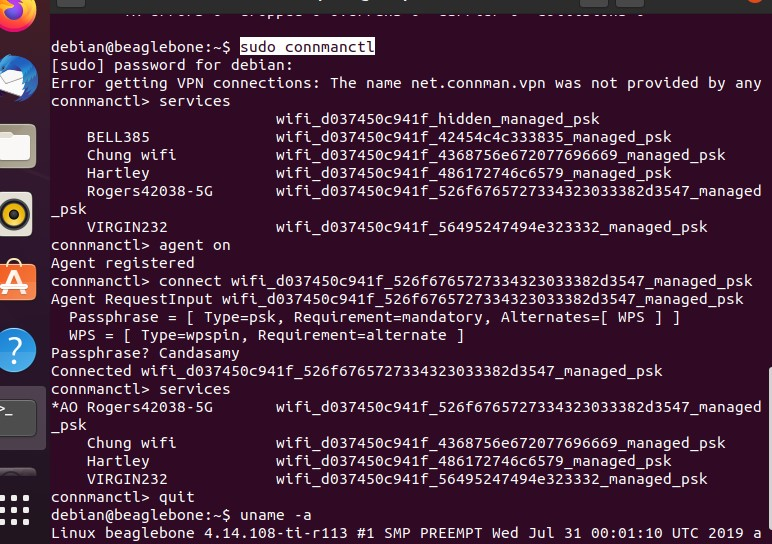 debian@beaglebone:~$ sudo connmanctl
[sudo] password for debian:
Error getting VPN connections: The name net.connman.vpn was not provided by any
connmanctl> services
wifi_d037450c941f_hidden_managed_psk
BELL385 wifi_d037450c941f_42454c4c333835_managed_psk
Chung wifi wifi_d037450c941f_4368756e672077696669_managed_psk
Hartley wifi_d037450c941f_486172746c6579_managed_psk
Rogers42038-5G wifi_d037450c941f_526f6765727334323033382d3547_managed
_psk
VIRGIN232 wifi_d037450c941f_56495247494e323332_managed_psk
connmanctl> agent on
Agent registered
connmanctl> connect wifi_d037450c941f_526f6765727334323033382d3547_managed_psk
Agent RequestInput wifi_d037450c941f_526f6765727334323033382d3547_managed_psk
Passphrase = [ Type=psk, Requirement=mandatory, Alternates=[ WPS ] ]
WPS = [ Type=wpspin, Requirement=alternate ]
Passphrase? Candasamy
Connected wifi_d037450c941f_526f6765727334323033382d3547_managed_psk
connmanctl> services
*AO Rogers42038-5G wifi_d037450c941f_526f6765727334323033382d3547_managed
_psk
Chung wifi wifi_d037450c941f_4368756e672077696669_managed_psk
Hartley wifi_d037450c941f_486172746c6579_managed_psk
VIRGIN232 wifi_d037450c941f_56495247494e323332_managed_psk
connmanctl> quit
debian@beaglebone:~$ uname -a
Linux beaglebone 4.14.108-ti-r113 #1 SMP PREEMPT Wed Jul 31 00:01:10 UTC 2019 a